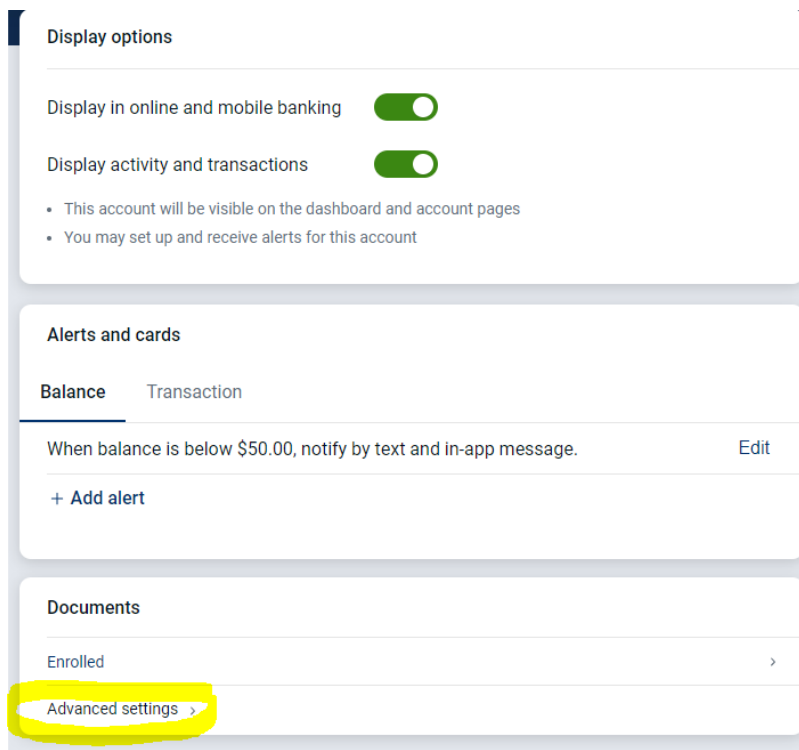 Display options
Display in online and mobile banking
Display activity and transactions
• This account will be visible on the dashboard and account pages
• You may set up and receive alerts for this account
Alerts and cards
Balance Transaction
When balance is below $50.00, notify by text and in-app message. Edit
+ Add alert
Documents
Enrolled ›
Advanced settings ›